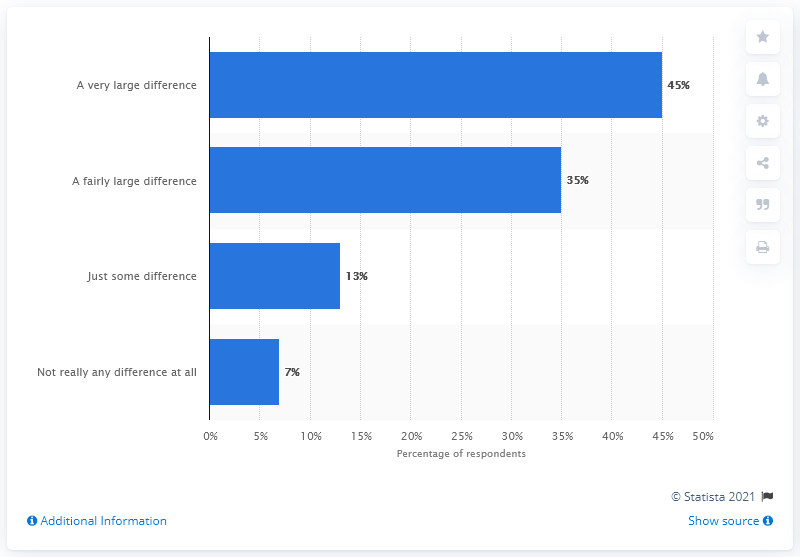 A very large difference
45%
A fairly large difference
35%
Just some difference
13%
Not really any difference at all
7%
0% 5% 10% 15% 20% 25% 30% 35% 40% 45% 50%
Percentage of respondents
© Statista 2021
Additional Information
Show source